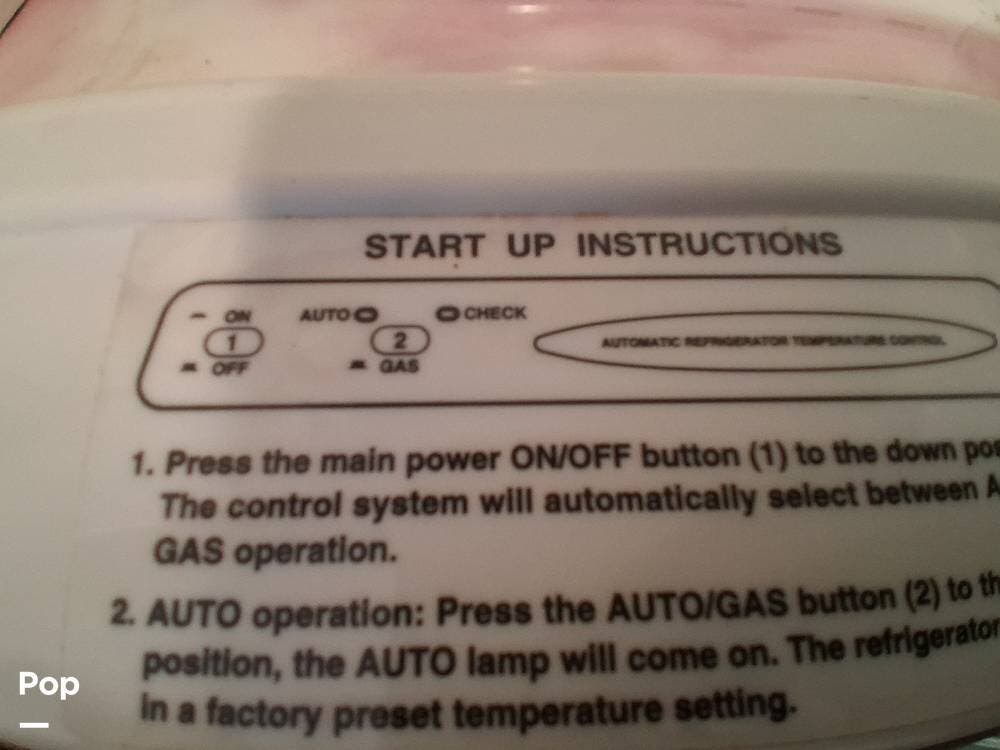 START UP INSTRUCTIONS
ON
AUTO
CHECK
1
2
AUTOMATIC REFRIGERATOR TEMPERATURE CONTROL
OFF
GAS
1. Press the main power ON/OFF button (1) to the down
The control system will automatically select between
GAS operation.
2. AUTO operation: Press the AUTO/GAS button (2) to
position, the AUTO lamp will come on. The refrigerator
in a factory preset temperature setting.
Pop